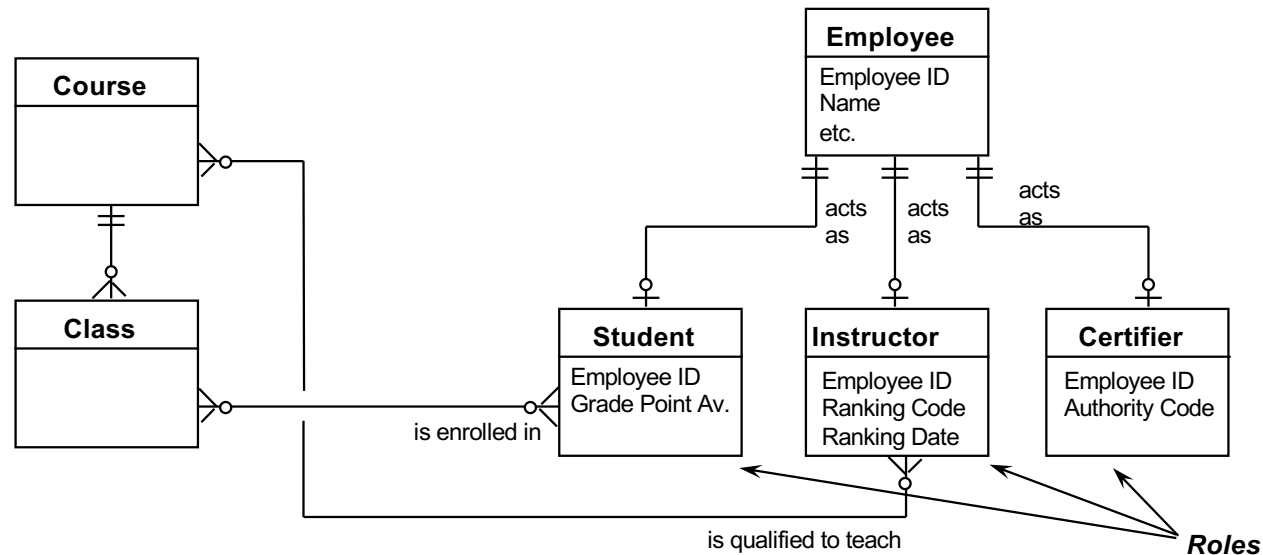 Employee
Employee ID
Name
etc.
Course
acts
as
acts
as
acts
as
Class
Student
Employee ID
Grade Point Av.
Instructor
Employee ID
Ranking Code
Ranking Date
Certifier
Employee ID
Authority Code
is enrolled in
is qualified to teach
Roles